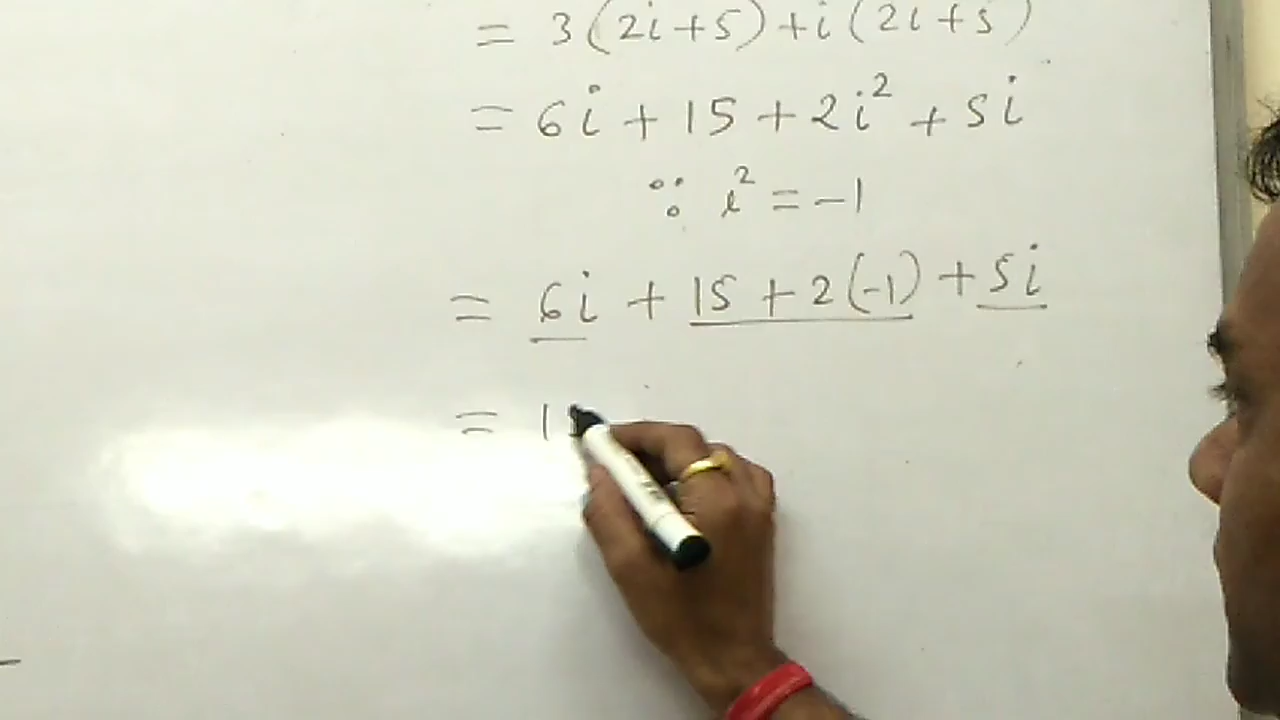 = 3(2i+5)+i(2i+5)
= 6i + 15 + 2i² + 5i
∵ i² = -1
= 6i + 15 + 2(-1) + 5i
= 1